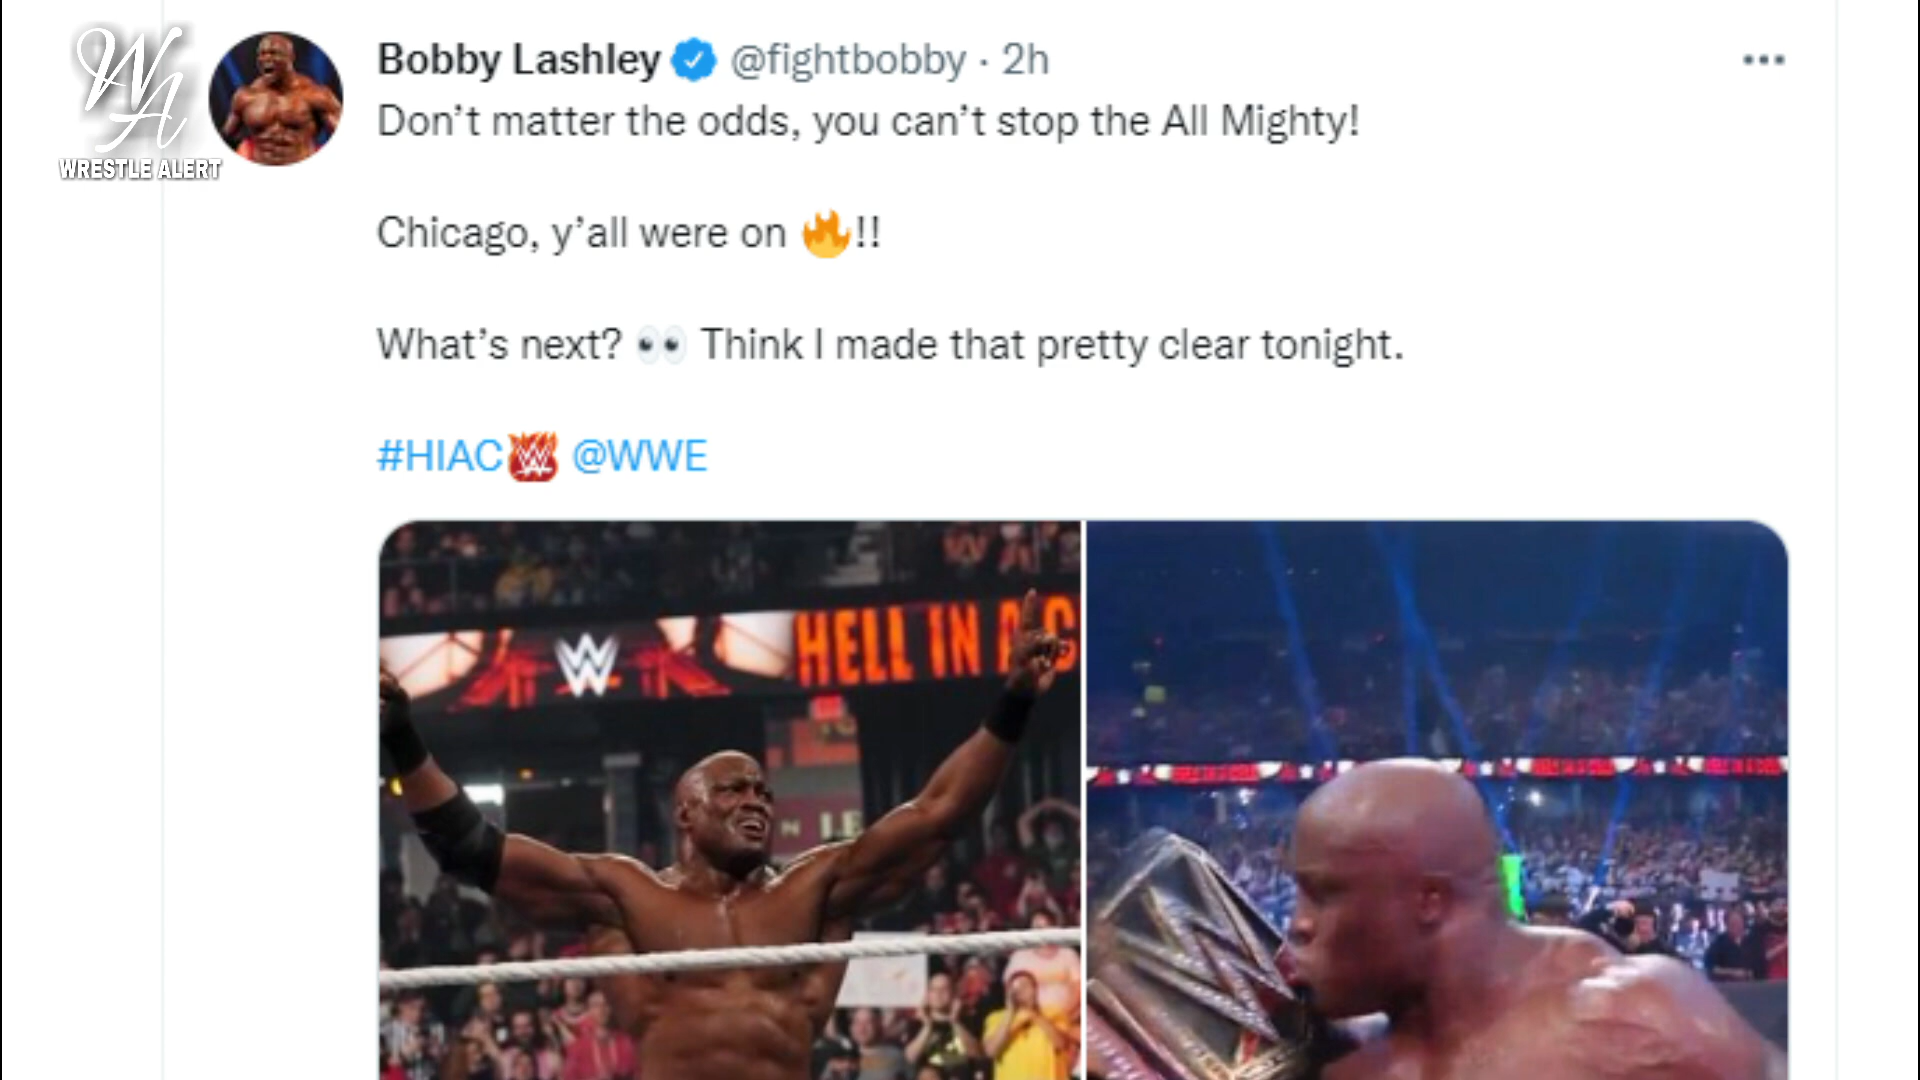 WA
WRESTLE ALERT
Bobby Lashley @fightbobby · 2h
Don’t matter the odds, you can’t stop the All Mighty!
Chicago, y’all were on 🔥!!
What’s next? 👀 Think I made that pretty clear tonight.
#HIAC @WWE
W HELL IN A C